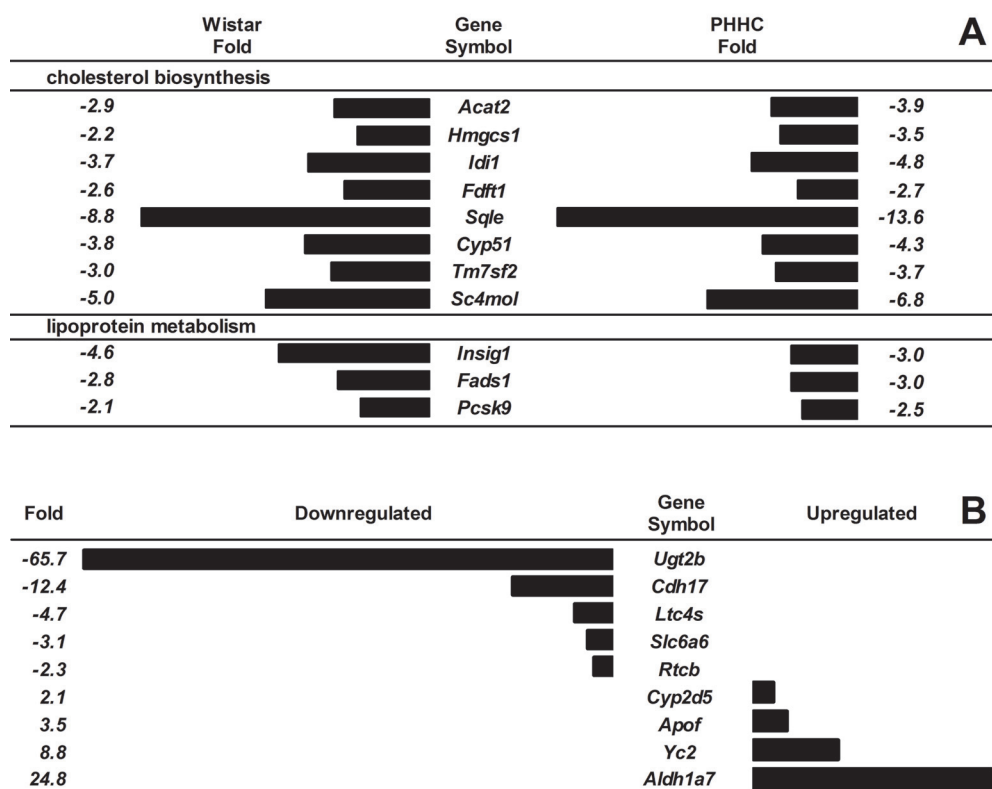 Wistar Gene PHHC A
Fold Symbol Fold
cholesterol biosynthesis
-2.9 Acat2 -3.9
-2.2 Hmgcs1 -3.5
-3.7 Idi1 -4.8
-2.6 Fdft1 -2.7
-8.8 Sqle -13.6
-3.8 Cyp51 -4.3
-3.0 Tm7sf2 -3.7
-5.0 Sc4mol -6.8
lipoprotein metabolism
-4.6 Insig1 -3.0
-2.8 Fads1 -3.0
-2.1 Pcsk9 -2.5
Fold Downregulated Gene Symbol Upregulated B
-65.7 Ugt2b
-12.4 Cdh17
-4.7 Ltc4s
-3.1 Slc6a6
-2.3 Rtcb
2.1 Cyp2d5
3.5 Apof
8.8 Yc2
24.8 Aldh1a7